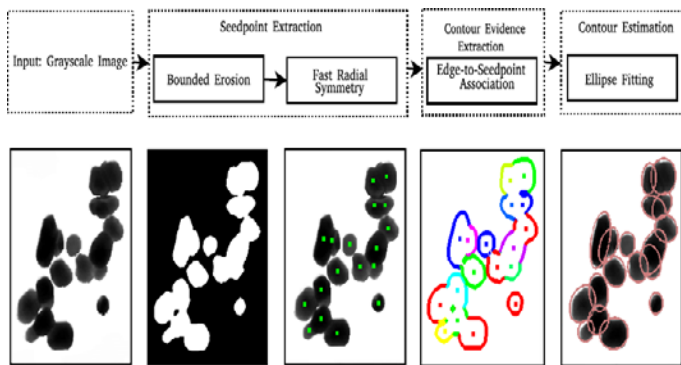 Seedpoint Extraction
Contour Evidence
Extraction
Contour Estimation
Input: Grayscale Image
Bounded Erosion
Fast Radial
Symmetry
Edge-to-Seedpoint
Association
Ellipse Fitting